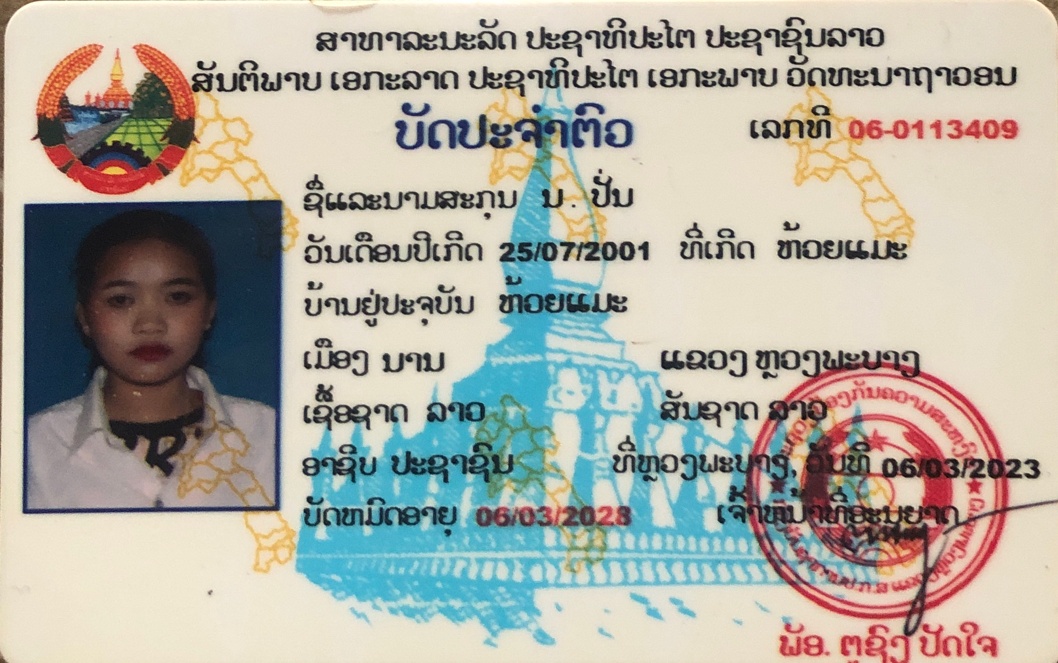 ສາທາລະນະລັດ ປະຊາທິປະໄຕ ປະຊາຊົນລາວ
ສັນຕິພາບ ເອກະລາດ ປະຊາທິປະໄຕ ເອກະພາບ ວັດທະນາຖາວອນ
ບັດປະຈຳຕົວ
ເລກທີ 06-0113409
ຊື່ແລະນາມສະກຸນ ນ. ປິ່ນ
ວັນເດືອນປີເກີດ 25/07/2001 ທີ່ເກີດ ຫ້ວຍແມະ
ບ້ານຢູ່ປະຈຸບັນ ຫ້ວຍແມະ
ເມືອງ ນານ ແຂວງ ຫຼວງພະບາງ
ເຊື້ອຊາດ ລາວ ສັນຊາດ ລາວ
ອາຊີບ ປະຊາຊົນ ທີ່ຫຼວງພະບາງ, ວັນທີ 06/03/2023
ບັດຫມົດອາຍຸ 06/03/2028 ເຈົ້າຫນ້າທີ່ອະນຸຍາດ
ພັອ. ຕູຊົງ ປັດໃຈ